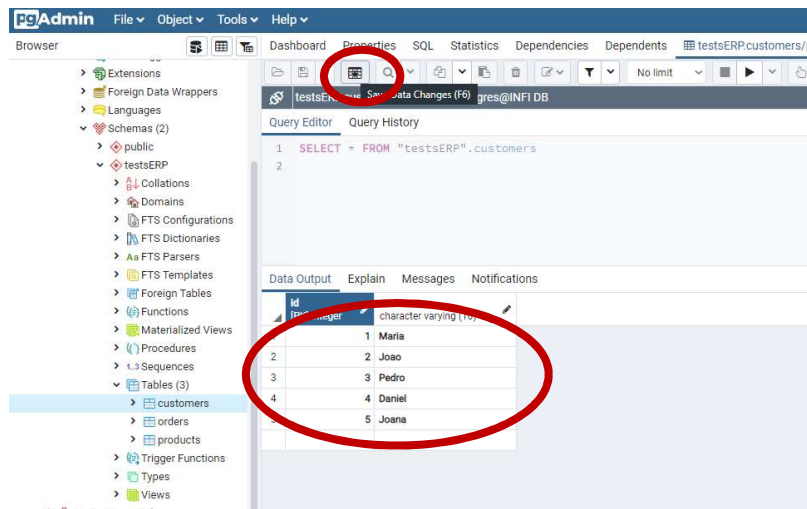 pgAdmin File Object Tools Help
Browser
Dashboard Properties SQL Statistics Dependencies Dependents testsERP.customers/
Extensions
Foreign Data Wrappers
Languages
Schemas (2)
public
testsERP
Collations
Domains
FTS Configurations
FTS Dictionaries
FTS Parsers
FTS Templates
Foreign Tables
Functions
Materialized Views
Procedures
1..3 Sequences
Tables (3)
customers
orders
products
Trigger Functions
Types
Views
No limit
Save Data Changes (F6)
gres@INFI DB
Query Editor Query History
1 SELECT * FROM "testsERP".customers
2
Data Output Explain Messages Notifications
id
character varying
1 Maria
2 2 Joao
3 3 Pedro
4 4 Daniel
5 Joana